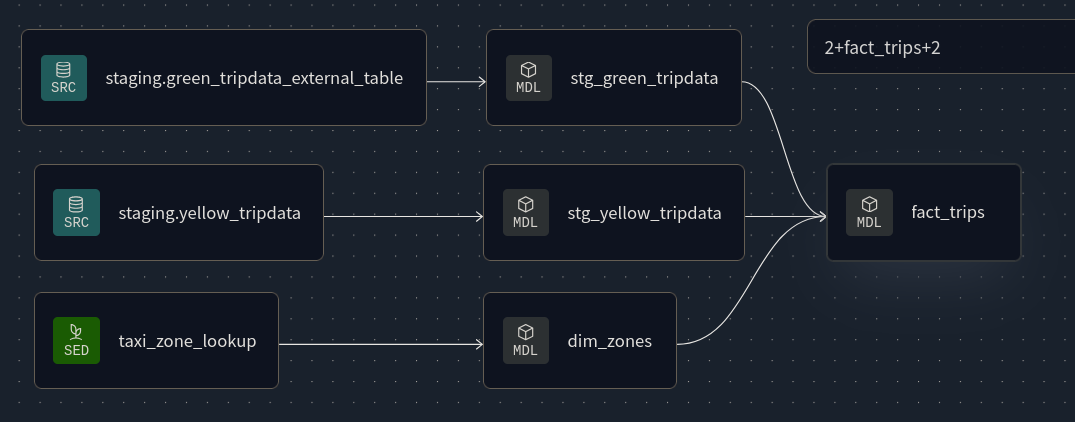 2+fact_trips+2
SRC
staging.green_tripdata_external_table
MDL
stg_green_tripdata
SRC
staging.yellow_tripdata
MDL
stg_yellow_tripdata
MDL
fact_trips
SED
taxi_zone_lookup
MDL
dim_zones